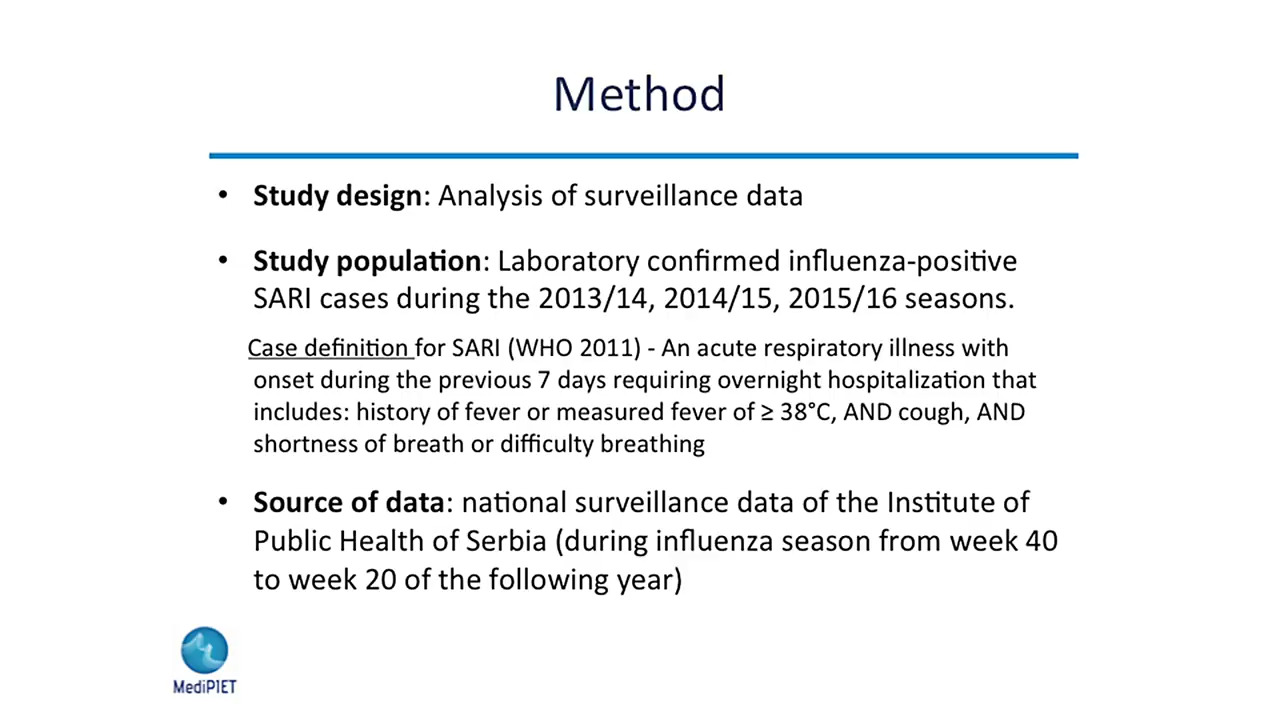 Method
• Study design: Analysis of surveillance data
• Study population: Laboratory confirmed influenza-positive
SARI cases during the 2013/14, 2014/15, 2015/16 seasons.
Case definition for SARI (WHO 2011) - An acute respiratory illness with
onset during the previous 7 days requiring overnight hospitalization that
includes: history of fever or measured fever of ≥ 38°C, AND cough, AND
shortness of breath or difficulty breathing
• Source of data: national surveillance data of the Institute of
Public Health of Serbia (during influenza season from week 40
to week 20 of the following year)
MediPIET